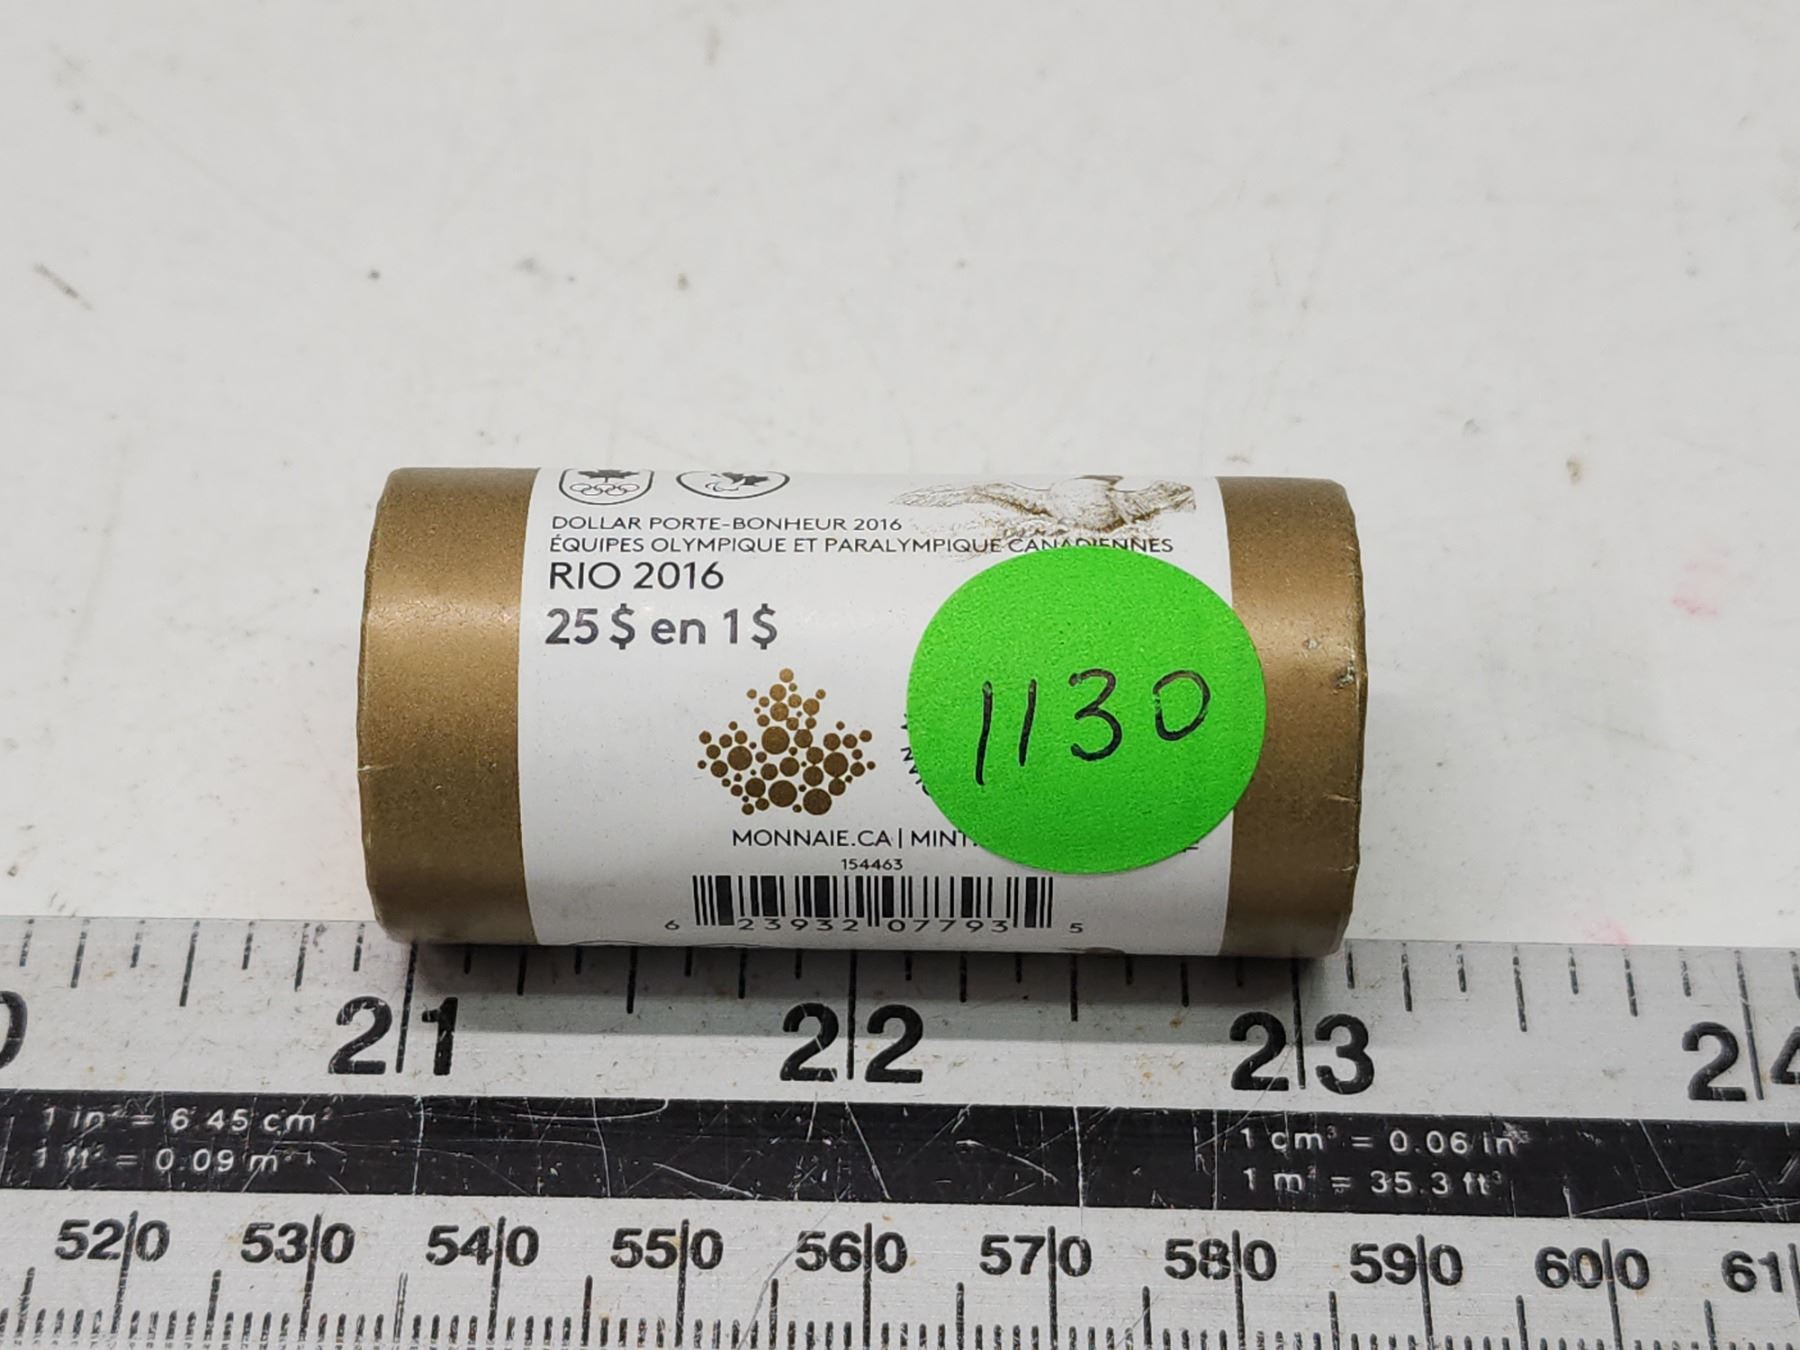 DOLLAR PORTE-BONHEUR 2016
ÉQUIPES OLYMPIQUE ET PARALYMPIQUE CANADIENNES
RIO 2016
25$ en 1$
1130
MONNAIE.CA | MINT.
154463
6 23932 07793 5
21 22 23 24
1 in² = 6.45 cm²
1 ft² = 0.09 m²
1 cm³ = 0.06 in³
1 m³ = 35.3 ft³
520 530 540 550 560 570 580 590 600 61